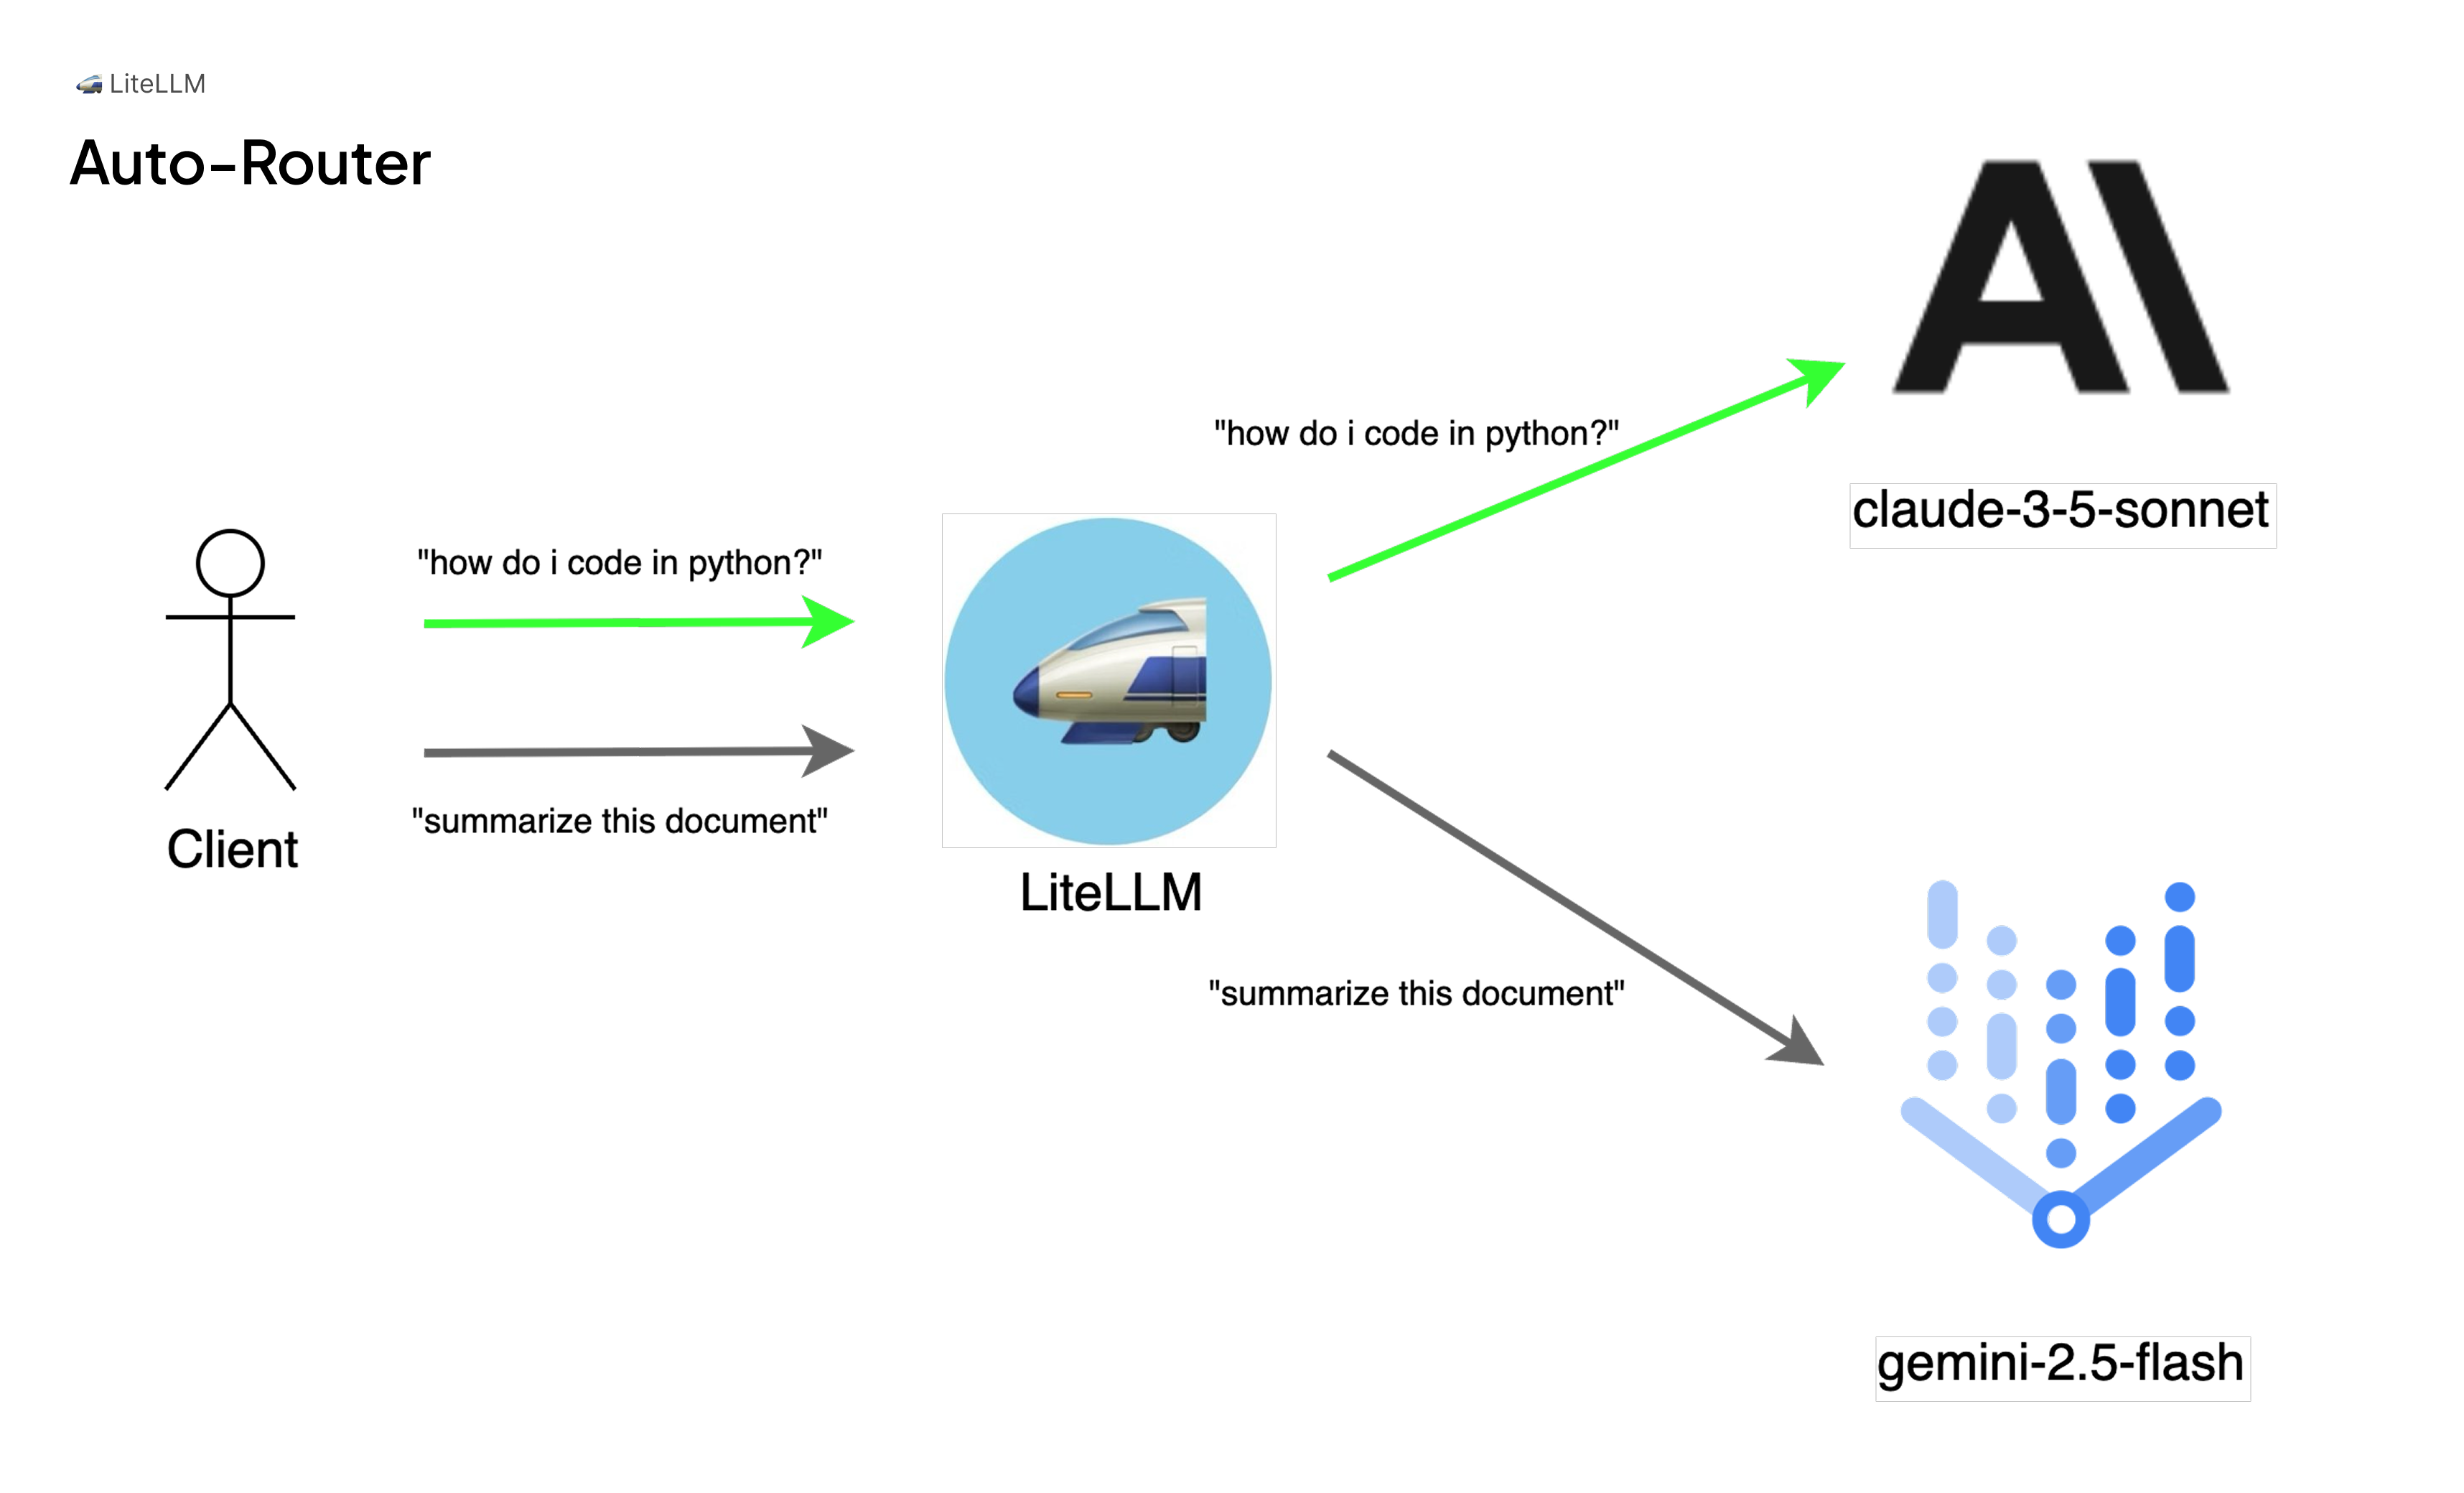 LiteLLM
Auto-Router
"how do i code in python?"
claude-3-5-sonnet
"how do i code in python?"
"summarize this document"
Client
LiteLLM
"summarize this document"
gemini-2.5-flash